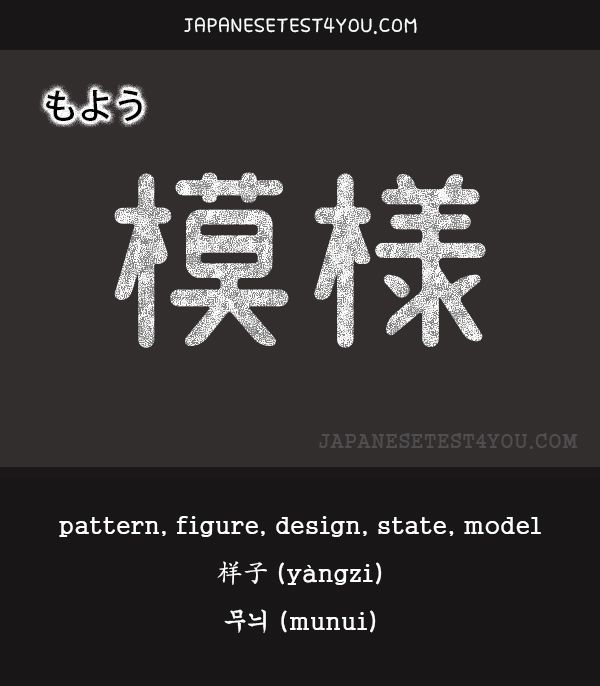 JAPANESETEST4YOU.COM
もよう
模様
JAPANESETEST4YOU.COM
pattern, figure, design, state, model
样子 (yàngzi)
무늬 (munui)